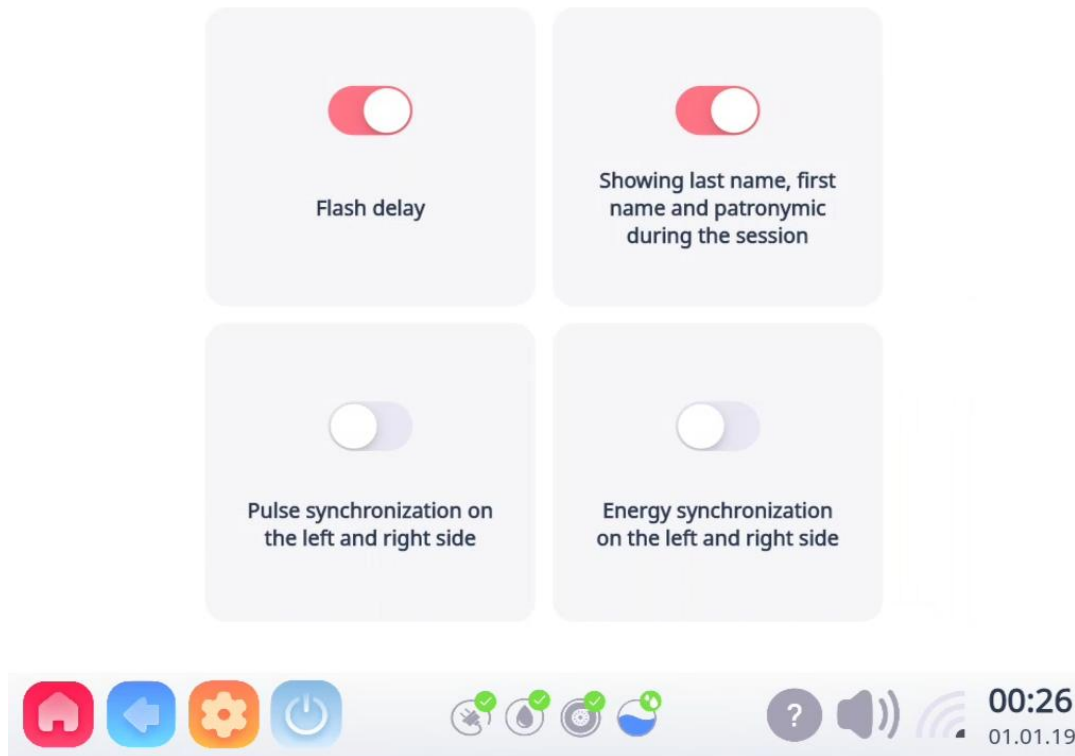 Flash delay
Showing last name, first
name and patronymic
during the session
Pulse synchronization on
the left and right side
Energy synchronization
on the left and right side
?
00:26
01.01.19